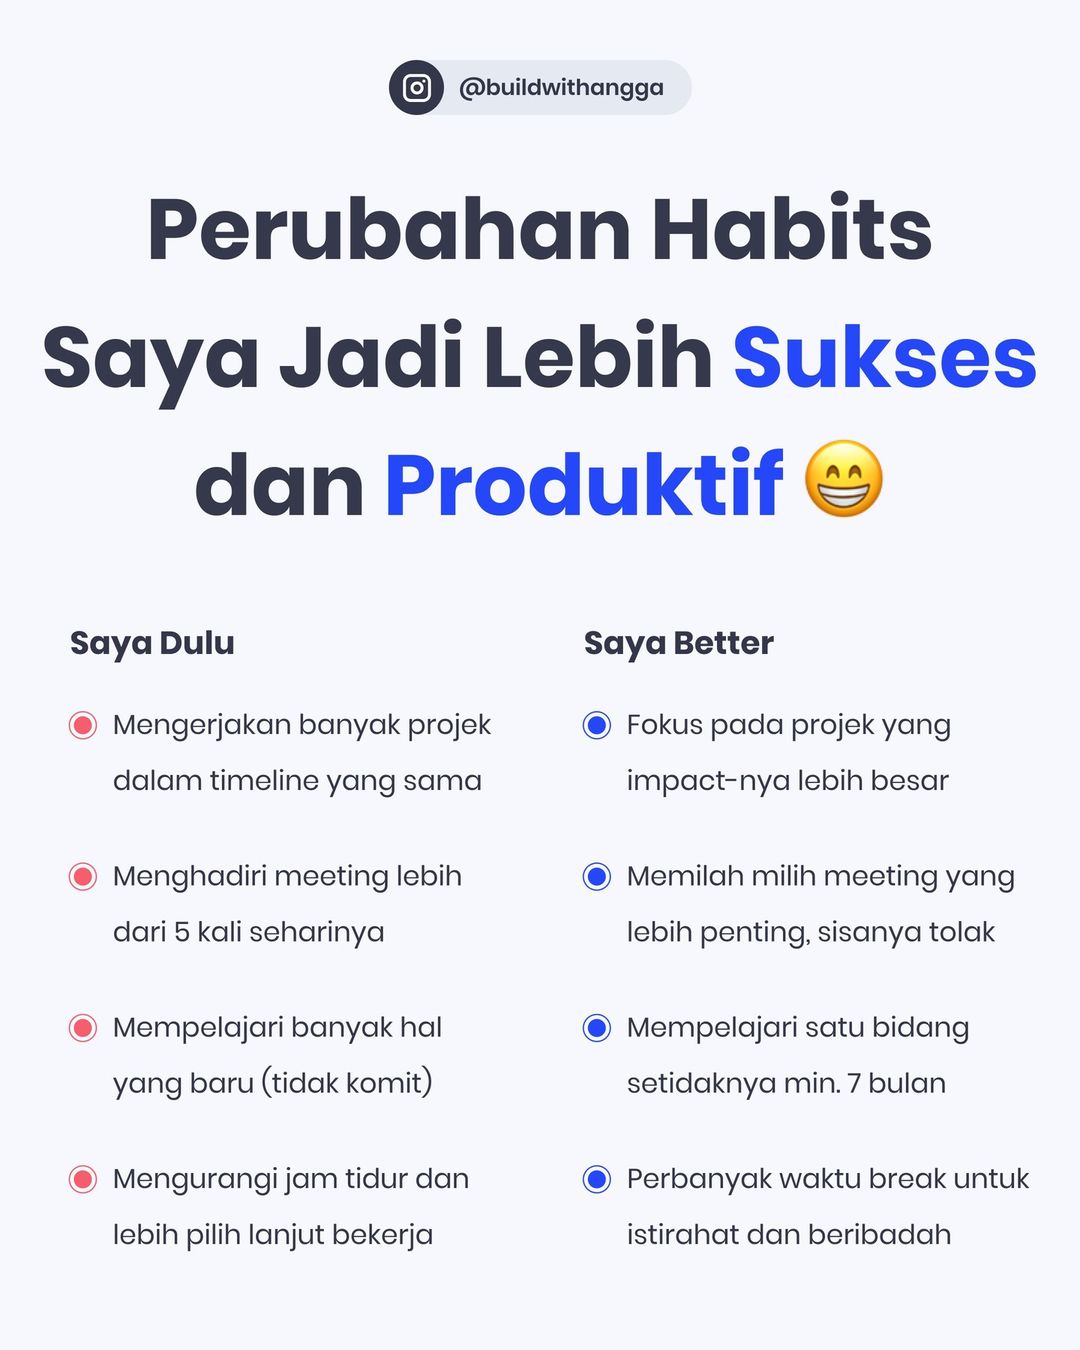 @buildwithangga
Perubahan Habits
Saya Jadi Lebih Sukses
dan Produktif 😁
Saya Dulu
Mengerjakan banyak projek
dalam timeline yang sama
Menghadiri meeting lebih
dari 5 kali seharinya
Mempelajari banyak hal
yang baru (tidak komit)
Mengurangi jam tidur dan
lebih pilih lanjut bekerja
Saya Better
Fokus pada projek yang
impact-nya lebih besar
Memilah milih meeting yang
lebih penting, sisanya tolak
Mempelajari satu bidang
setidaknya min. 7 bulan
Perbanyak waktu break untuk
istirahat dan beribadah